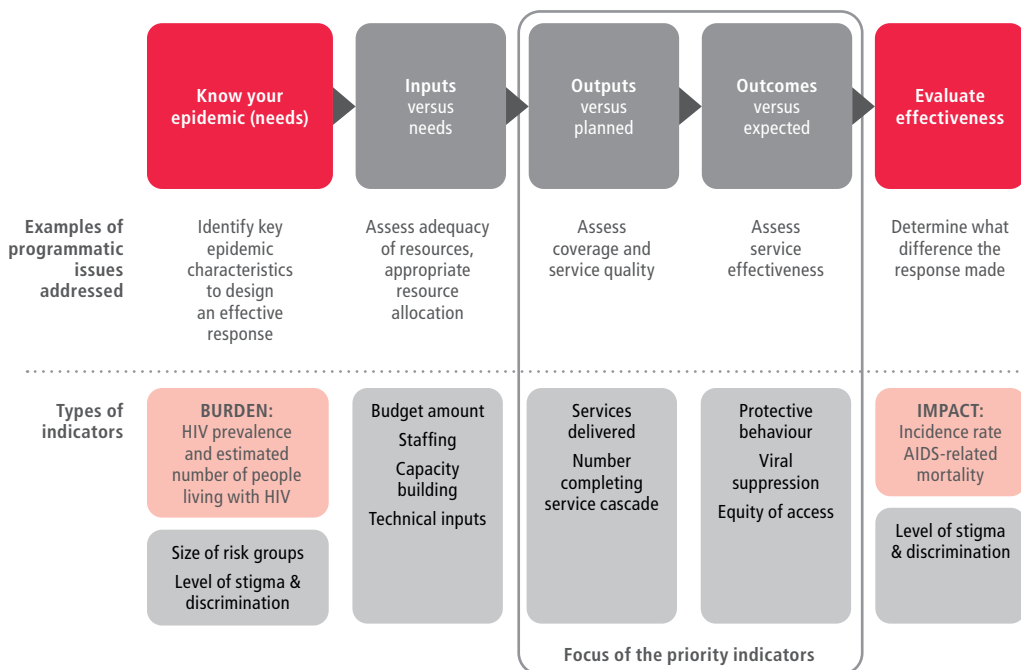 Know your
epidemic (needs)
Inputs
versus
needs
Outputs
versus
planned
Outcomes
versus
expected
Evaluate
effectiveness
Examples of
programmatic
issues
addressed
Identify key
epidemic
characteristics
to design
an effective
response
Assess adequacy
of resources,
appropriate
resource
allocation
Assess
coverage and
service quality
Assess
service
effectiveness
Determine what
difference the
response made
Types of
indicators
BURDEN:
HIV prevalence
and estimated
number of people
living with HIV
Size of risk groups
Level of stigma &
discrimination
Budget amount
Staffing
Capacity
building
Technical inputs
Services
delivered
Number
completing
service cascade
Protective
behaviour
Viral
suppression
Equity of access
IMPACT:
Incidence rate
AIDS-related
mortality
Level of stigma
& discrimination
Focus of the priority indicators